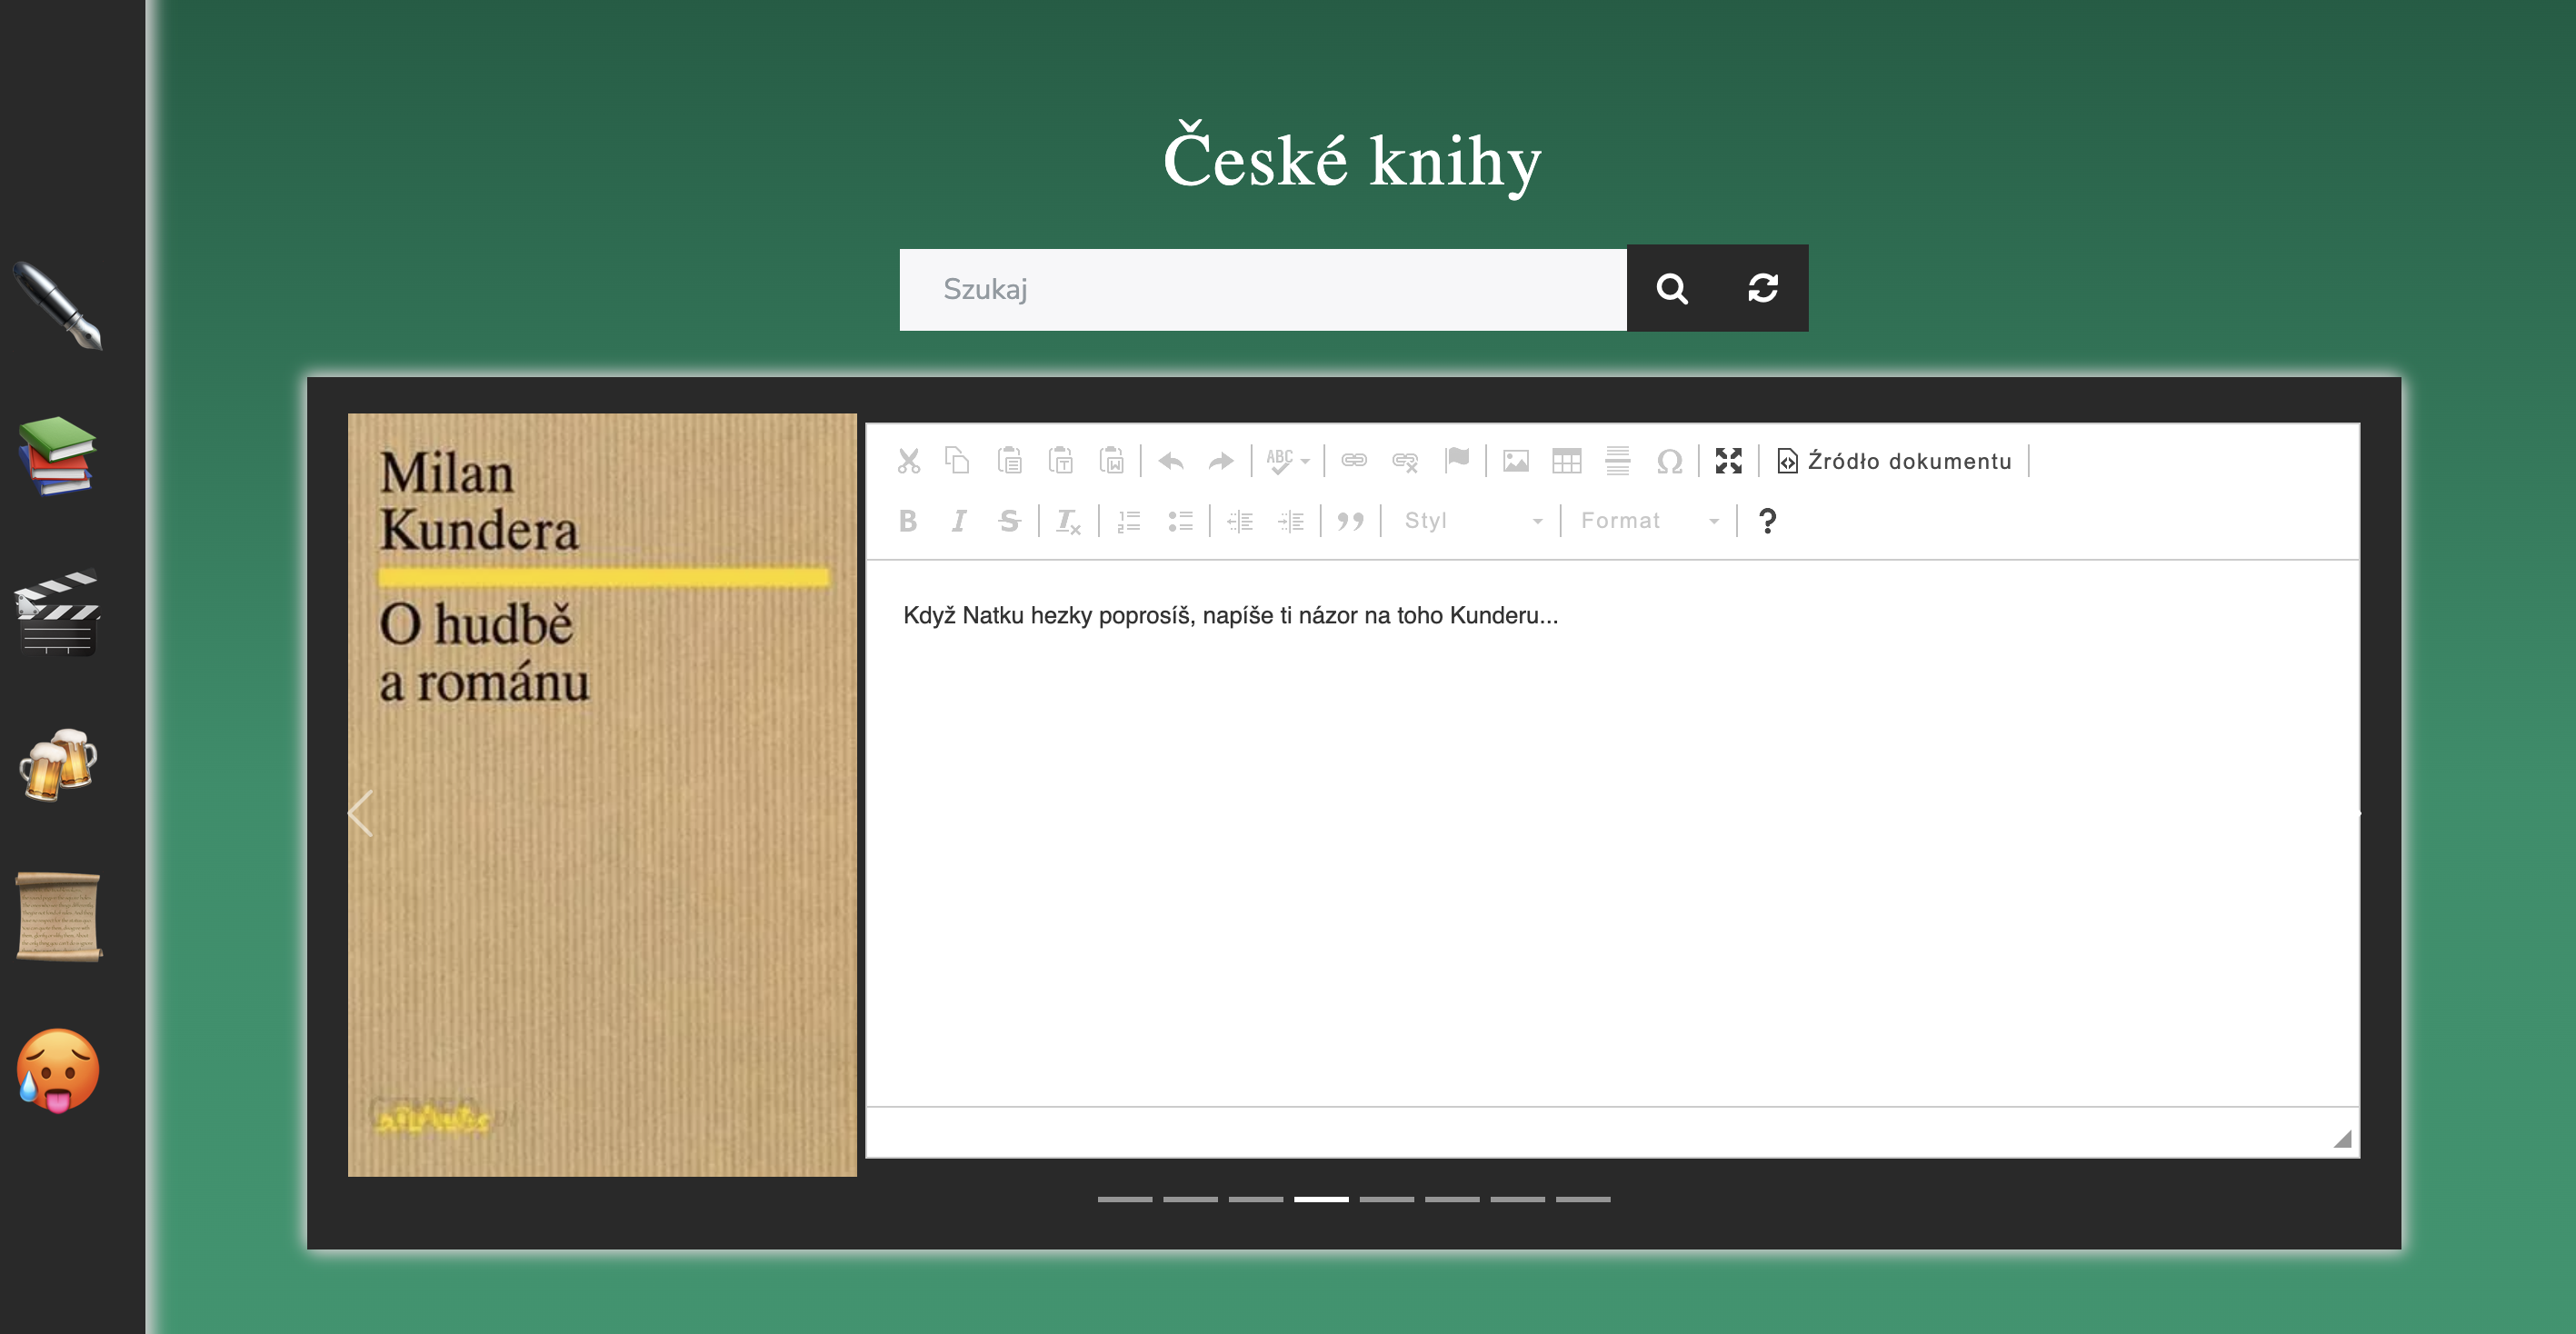 České knihy
Szukaj
Milan
Kundera
O hudbě
a románu
ABC
Źródło dokumentu
B I S
Styl
Format
?
Když Natku hezky poprosíš, napíše ti názor na toho Kunderu...